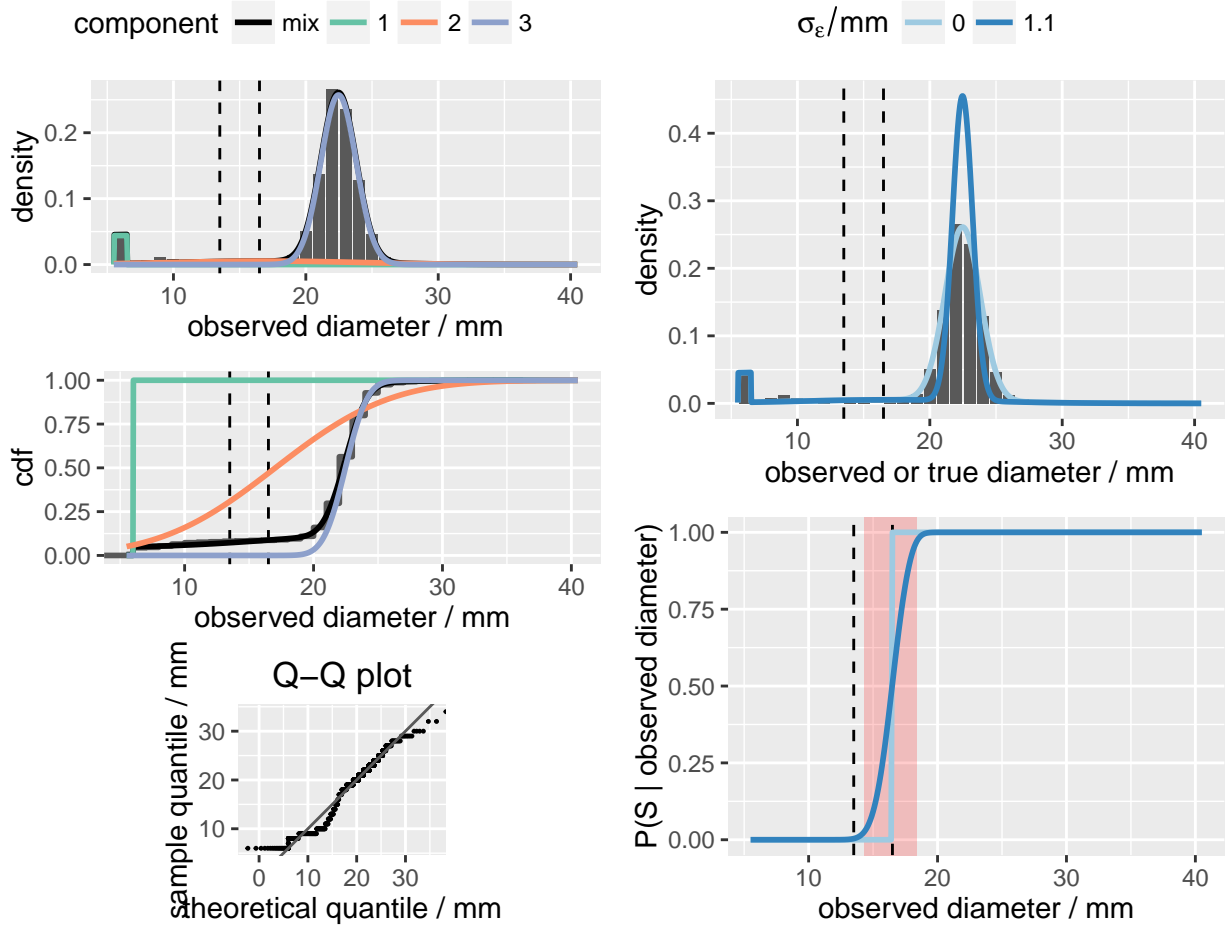 component mix 1 2 3
density
0.2
0.1
0.0
10 20 30 40
observed diameter / mm
cdf
1.00
0.75
0.50
0.25
0.00
10 20 30 40
observed diameter / mm
Q−Q plot
sample quantile / mm
30
20
10
0 10 20 30
theoretical quantile / mm
σε/mm 0 1.1
density
0.4
0.3
0.2
0.1
0.0
10 20 30 40
observed or true diameter / mm
P(S | observed diameter)
1.00
0.75
0.50
0.25
0.00
10 20 30 40
observed diameter / mm